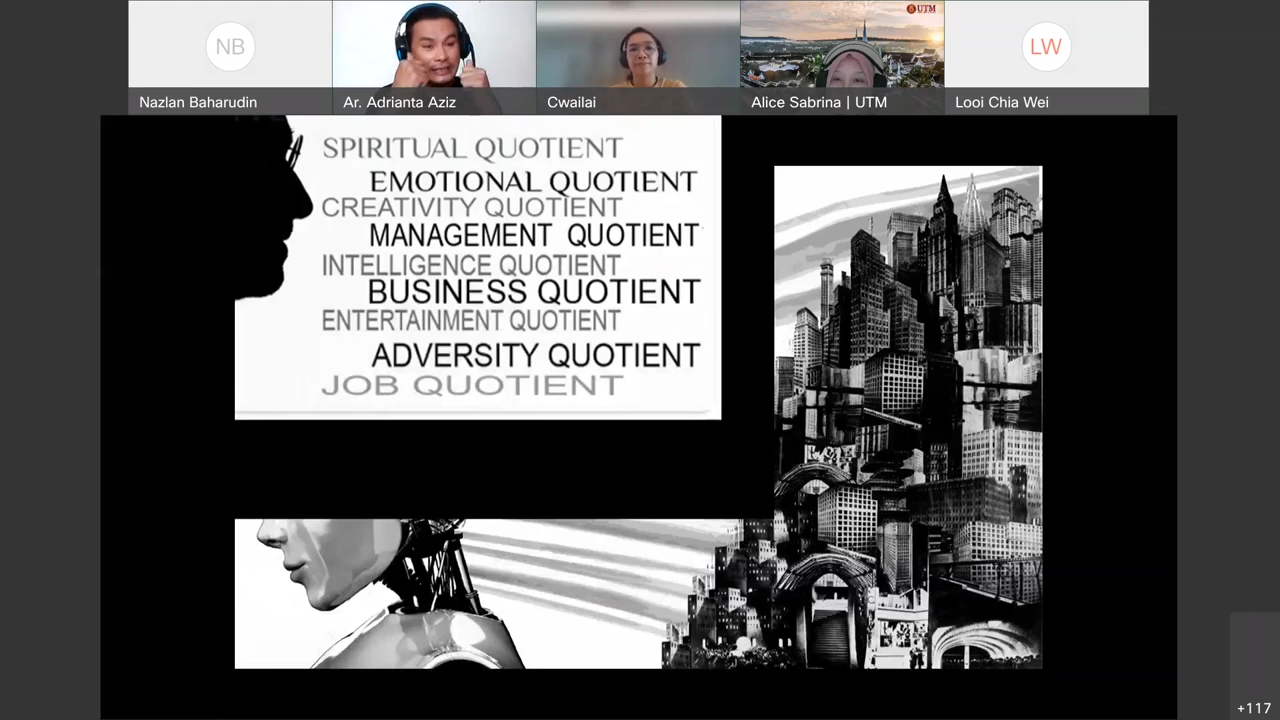 NB
UTM
LW
Nazlan Baharudin
Ar. Adrianta Aziz
Cwailai
Alice Sabrina | UTM
Looi Chia Wei
SPIRITUAL QUOTIENT
EMOTIONAL QUOTIENT
CREATIVITY QUOTIENT
MANAGEMENT QUOTIENT
INTELLIGENCE QUOTIENT
BUSINESS QUOTIENT
ENTERTAINMENT QUOTIENT
ADVERSITY QUOTIENT
JOB QUOTIENT
+117